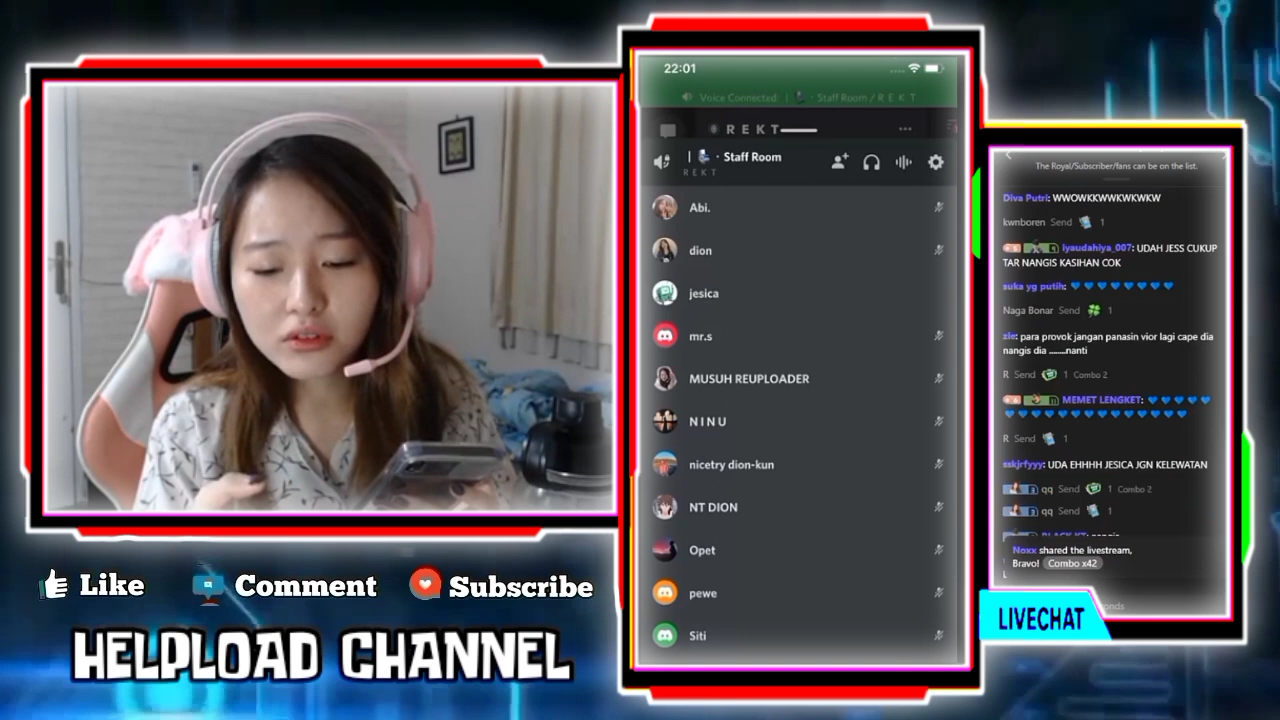 22:01
Voice Connected: | · Staff Room / R E K T
R E K T
| · Staff Room
R E K T
Abi.
dion
jesica
mr.s
MUSUH REUPLOADER
N I N U
nicetry dion-kun
NT DION
Opet
pewe
Siti
The Royal/Subscriber/fans can be on the list.
Diva Putri: WWOWKKWWKWKWKW
kwnboren Send 1
iyaudahiya_007: UDAH JESS CUKUP
TAR NANGIS KASIHAN COK
suka yg putih:
Naga Bonar Send 1
zie: para provok jangan panasin vior lagi cape dia
nangis dia ........nanti
R Send 1 Combo 2
MEMET LENGKET:
R Send 1
sskjrfyyy: UDA EHHHH JESICA JGN KELEWATAN
qq Send 1 Combo 2
qq Send 1
Noxx shared the livestream,
Bravo! Combo x42
LIVECHAT
Like
Comment
Subscribe
HELPLOAD CHANNEL